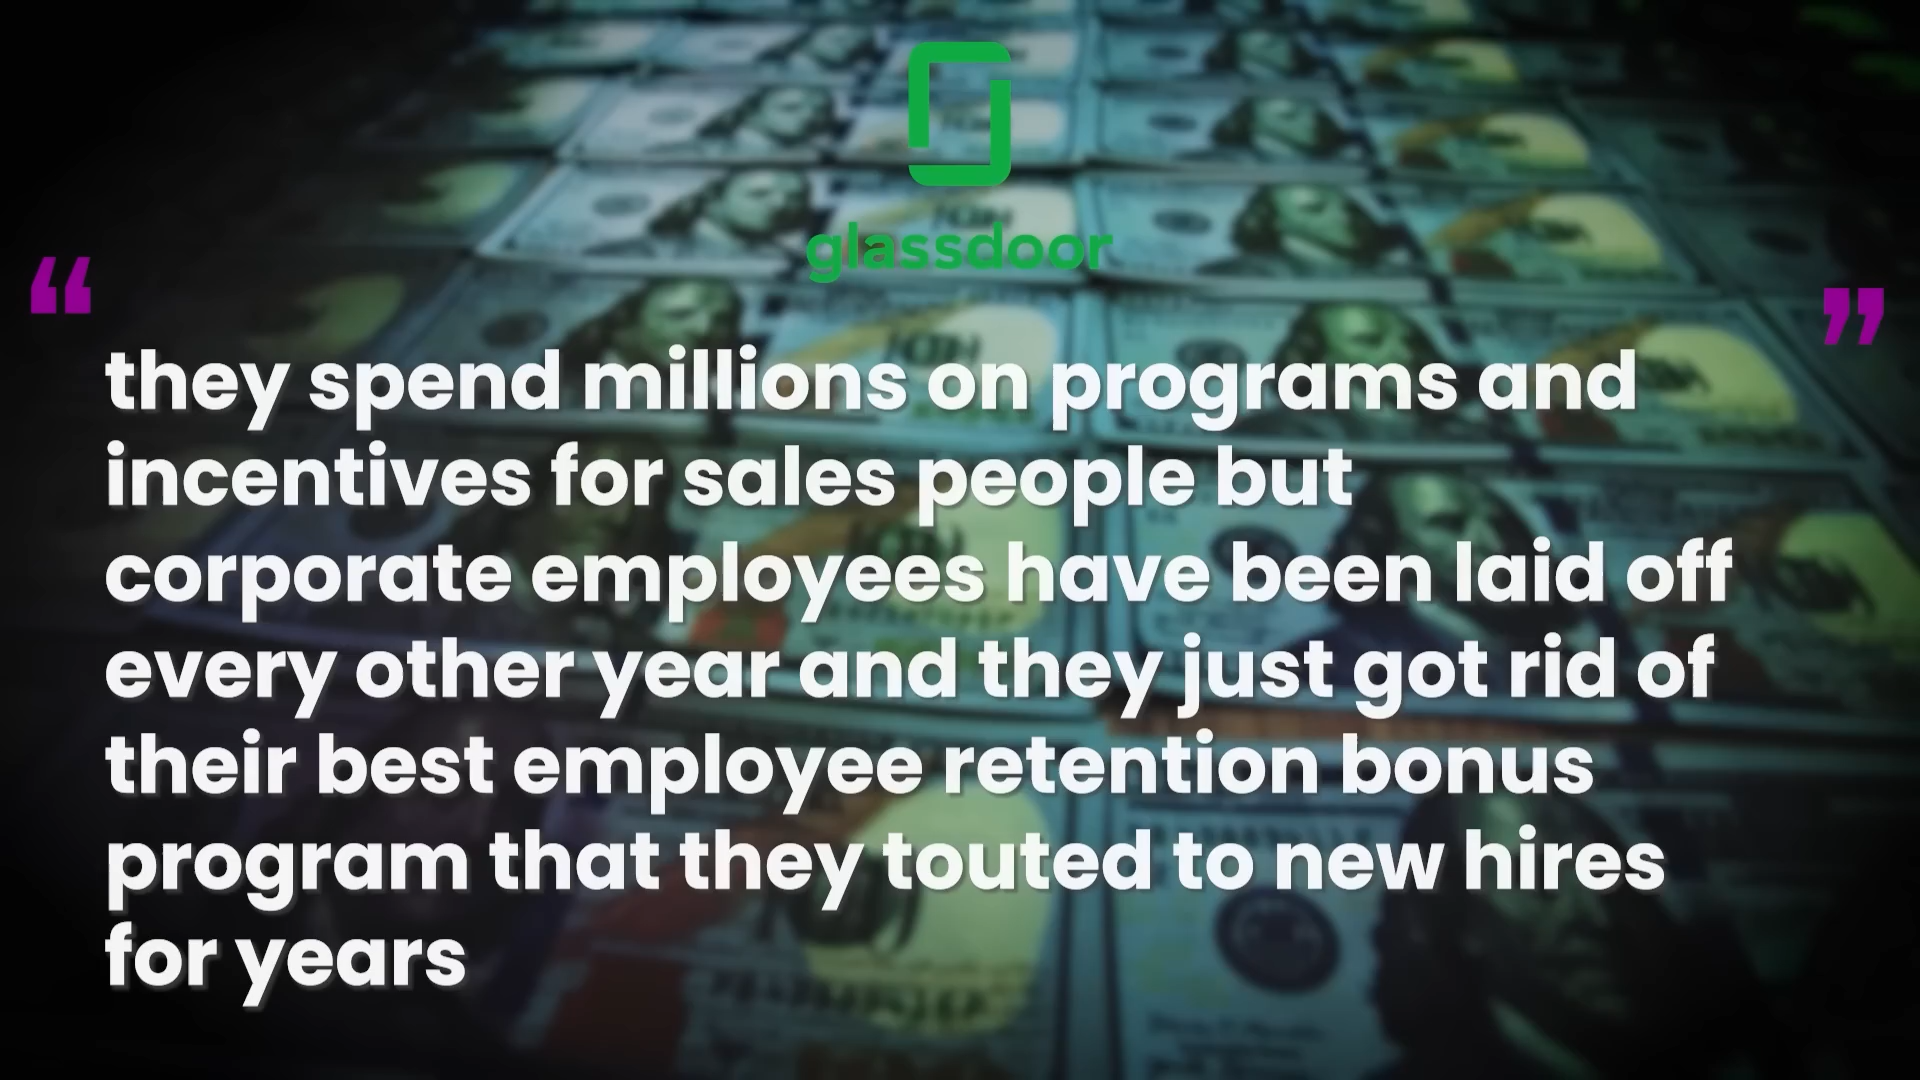 glassdoor
“ ”
they spend millions on programs and
incentives for sales people but
corporate employees have been laid off
every other year and they just got rid of
their best employee retention bonus
program that they touted to new hires
for years